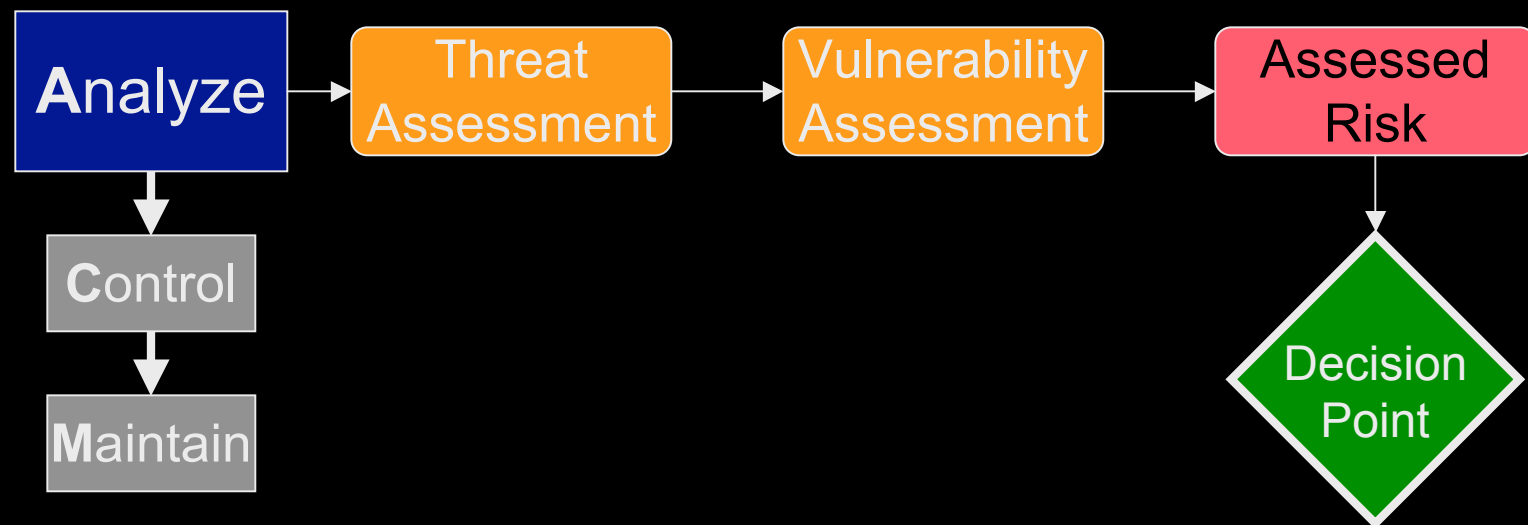 Analyze
Threat
Assessment
Vulnerability
Assessment
Assessed
Risk
Control
Maintain
Decision
Point